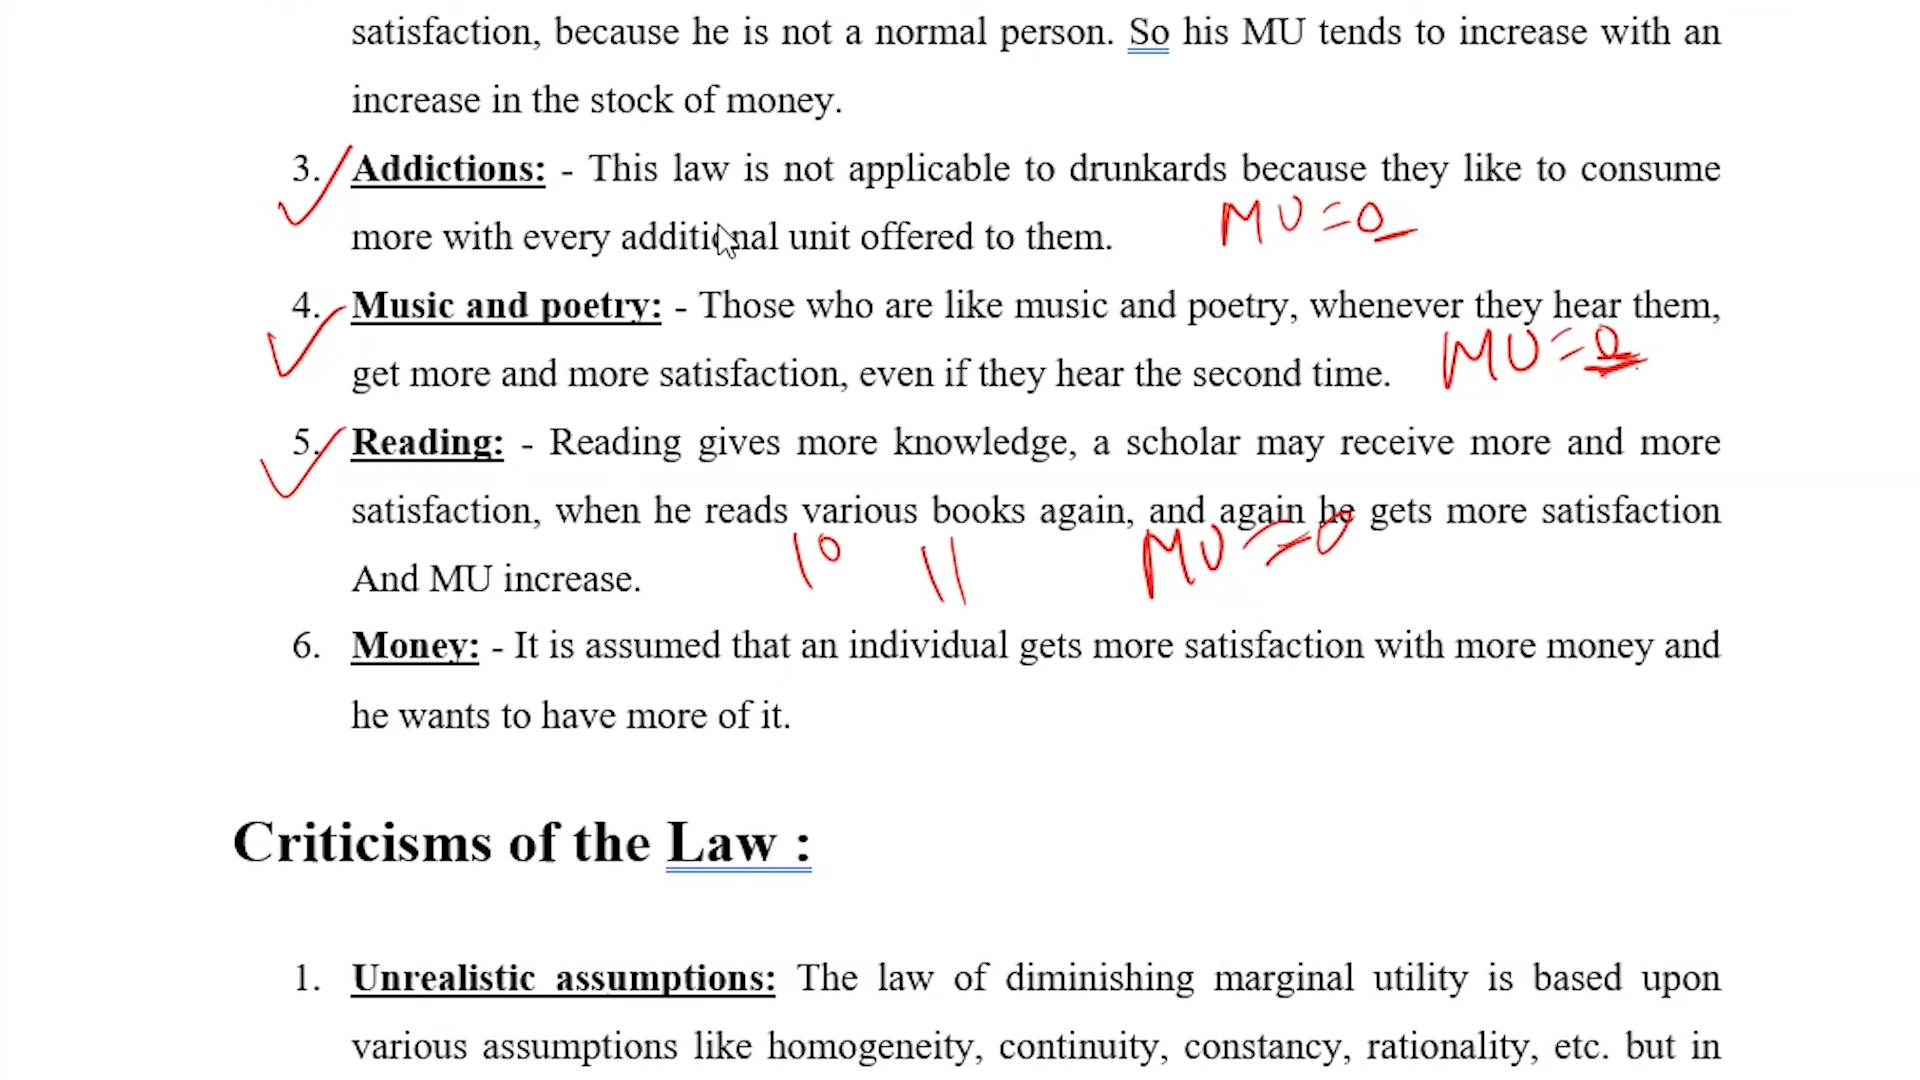 satisfaction, because he is not a normal person. So his MU tends to increase with an
increase in the stock of money.
3. Addictions: - This law is not applicable to drunkards because they like to consume
more with every additional unit offered to them. MU=0
4. Music and poetry: - Those who are like music and poetry, whenever they hear them,
get more and more satisfaction, even if they hear the second time. MU=0
5. Reading: - Reading gives more knowledge, a scholar may receive more and more
satisfaction, when he reads various books again, and again he gets more satisfaction
10 11 MU=0
And MU increase.
6. Money: - It is assumed that an individual gets more satisfaction with more money and
he wants to have more of it.
Criticisms of the Law :
1. Unrealistic assumptions: The law of diminishing marginal utility is based upon
various assumptions like homogeneity, continuity, constancy, rationality, etc. but in